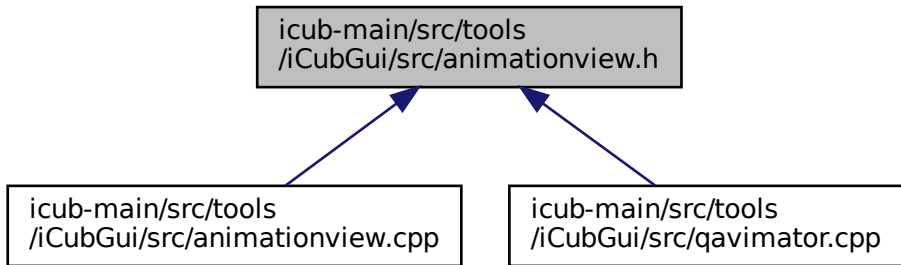 icub-main/src/tools
/iCubGui/src/animationview.h
icub-main/src/tools
/iCubGui/src/animationview.cpp
icub-main/src/tools
/iCubGui/src/qavimator.cpp